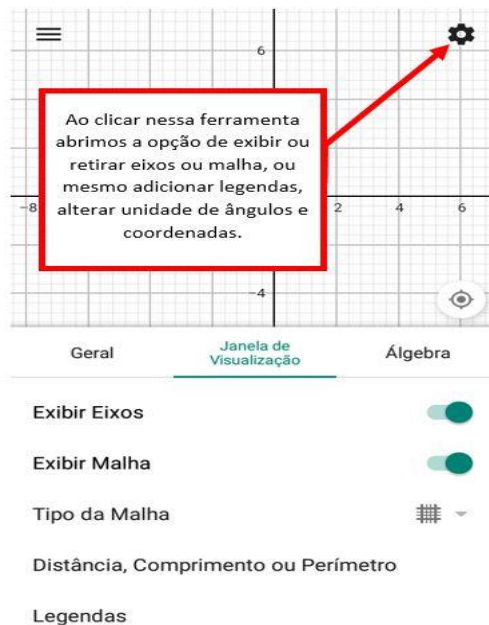 6
Ao clicar nessa ferramenta
abrimos a opção de exibir ou
retirar eixos ou malha, ou
mesmo adicionar legendas,
alterar unidade de ângulos e
coordenadas.
-8 2 4 6
-4
Geral Janela de Visualização Álgebra
Exibir Eixos
Exibir Malha
Tipo da Malha
Distância, Comprimento ou Perímetro
Legendas